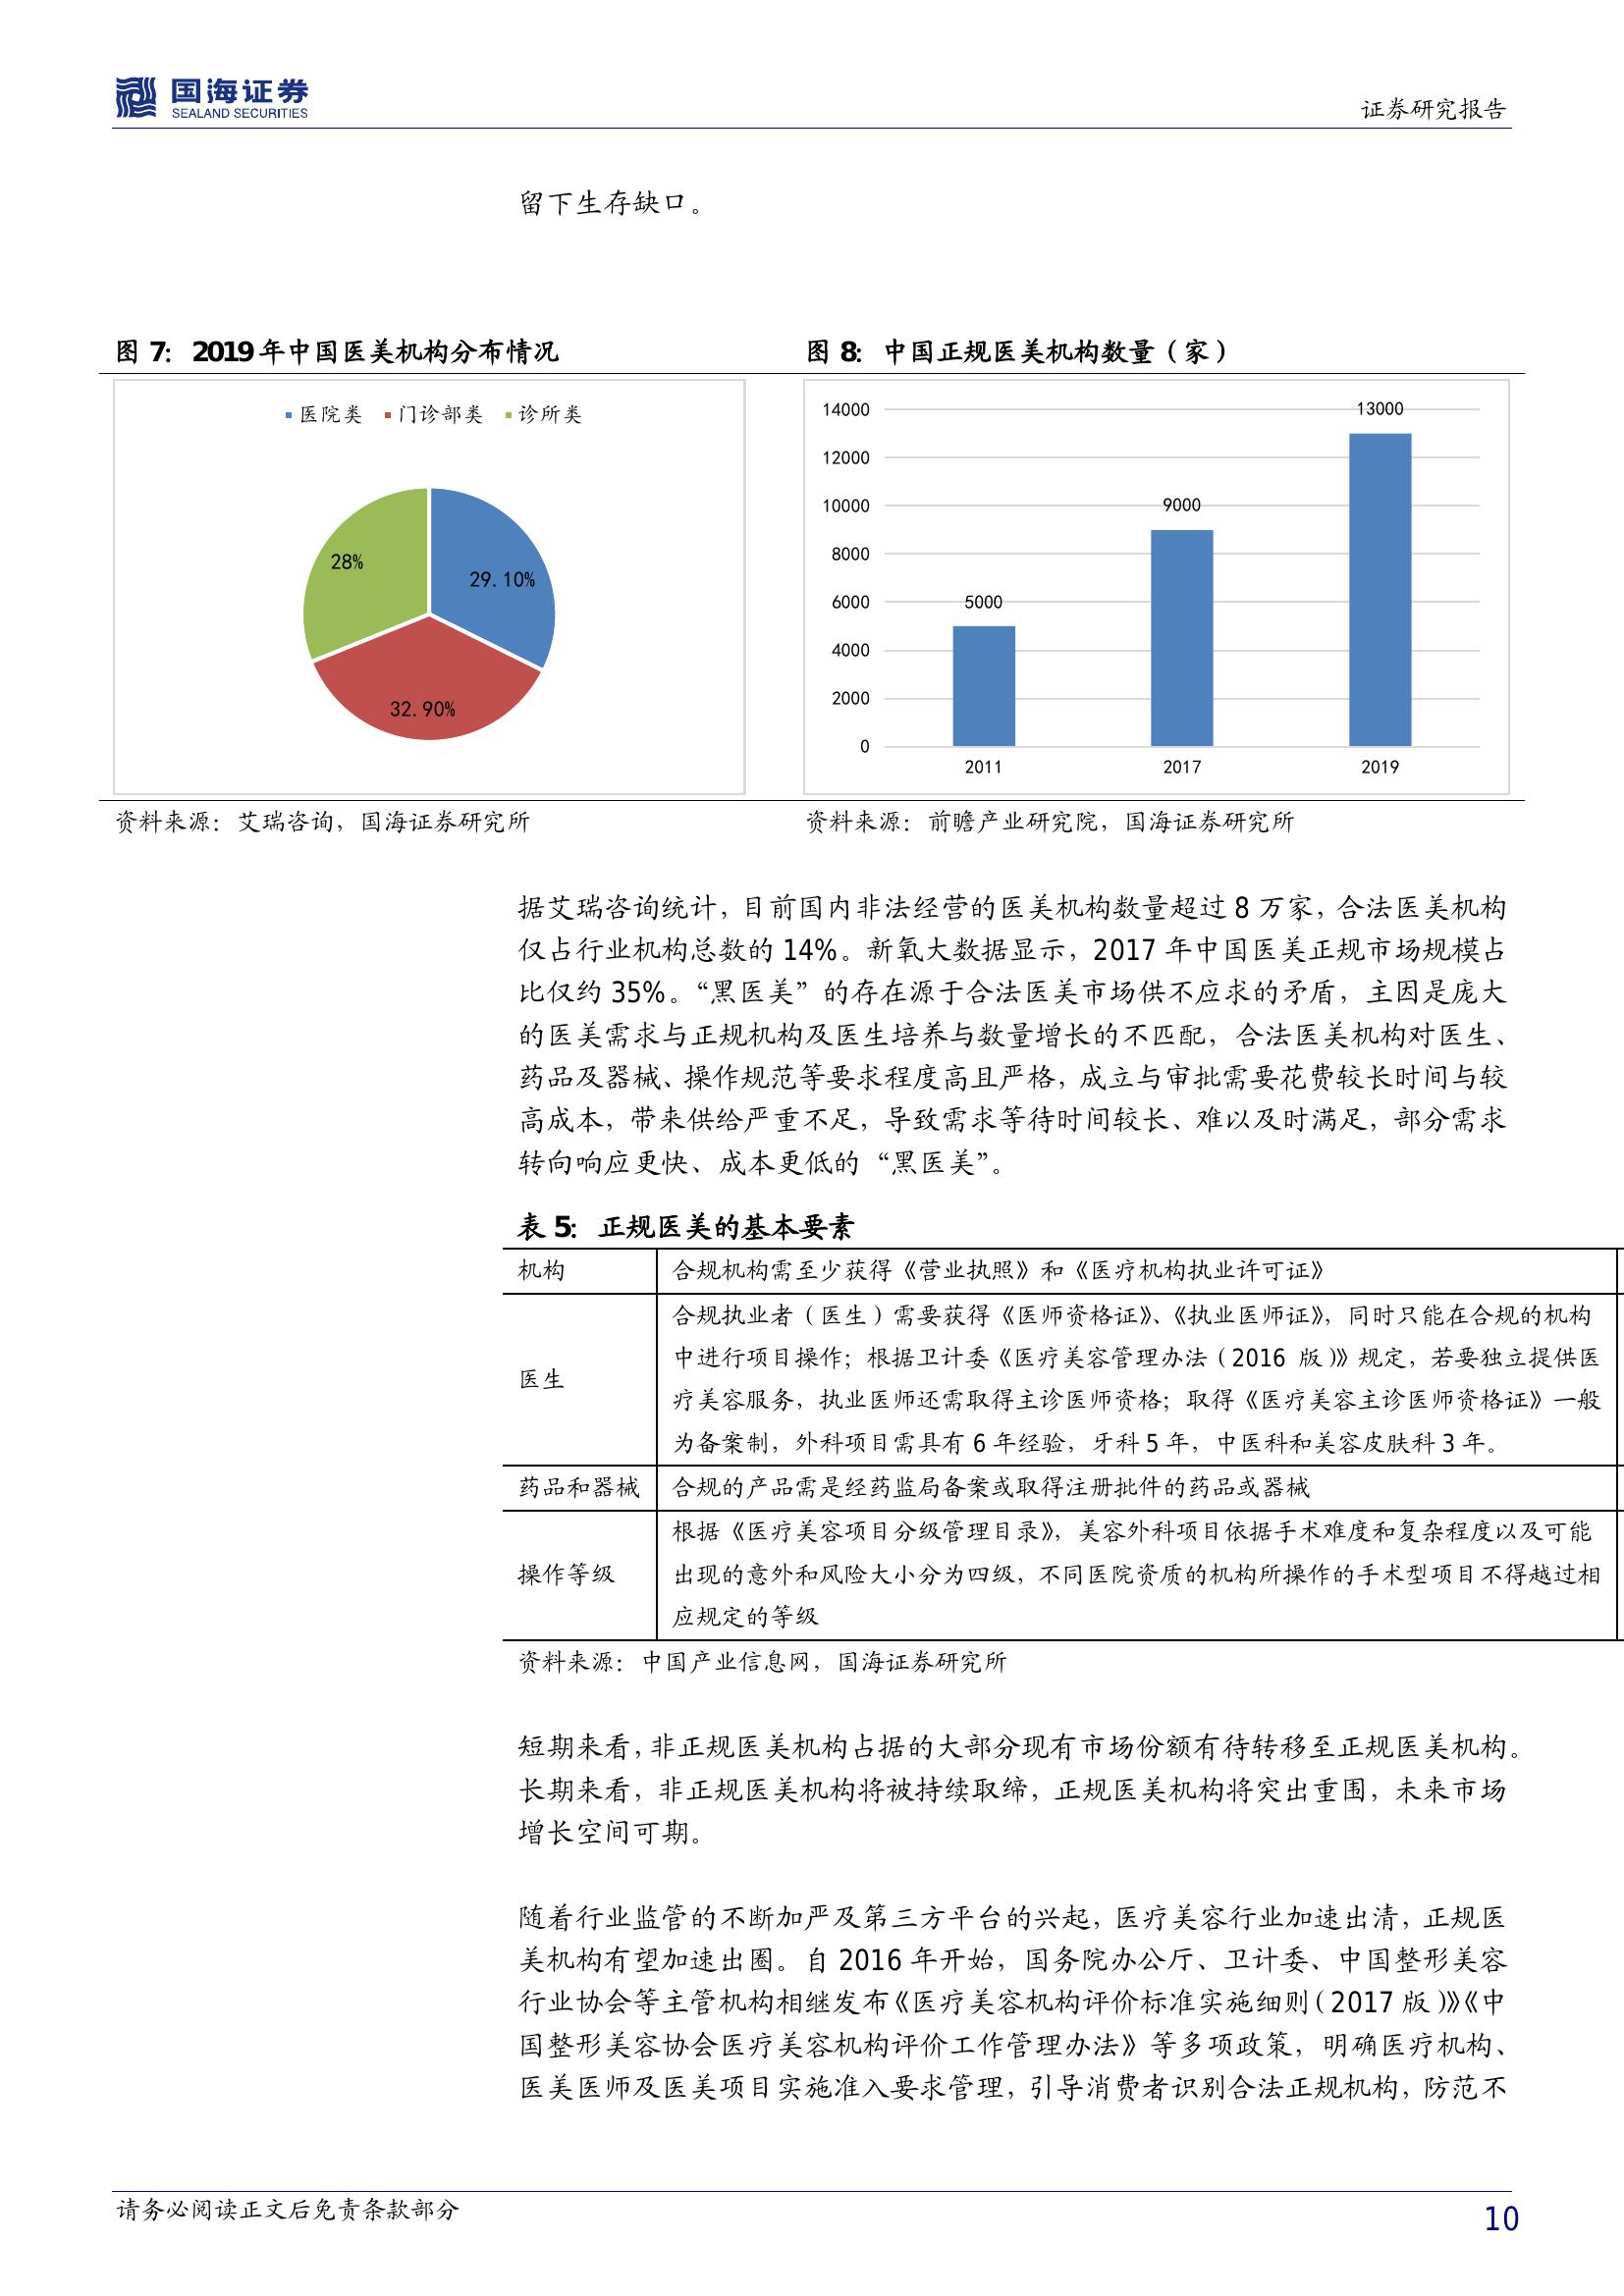 国海证券
SEALAND SECURITIES
证券研究报告
留下生存缺口。
图 7：2019 年中国医美机构分布情况
医院类 门诊部类 诊所类
28%
29.10%
32.90%
资料来源：艾瑞咨询，国海证券研究所
图 8：中国正规医美机构数量（家）
14000
12000
10000
8000
6000
4000
2000
0
5000
9000
13000
2011 2017 2019
资料来源：前瞻产业研究院，国海证券研究所
据艾瑞咨询统计，目前国内非法经营的医美机构数量超过 8 万家，合法医美机构
仅占行业机构总数的 14%。新氧大数据显示，2017 年中国医美正规市场规模占
比仅约 35%。“黑医美”的存在源于合法医美市场供不应求的矛盾，主因是庞大
的医美需求与正规机构及医生培养与数量增长的不匹配，合法医美机构对医生、
药品及器械、操作规范等要求程度高且严格，成立与审批需要花费较长时间与较
高成本，带来供给严重不足，导致需求等待时间较长、难以及时满足，部分需求
转向响应更快、成本更低的“黑医美”。
表 5：正规医美的基本要素
机构
合规机构需至少获得《营业执照》和《医疗机构执业许可证》
医生
合规执业者（医生）需要获得《医师资格证》、《执业医师证》，同时只能在合规的机构
中进行项目操作；根据卫计委《医疗美容管理办法（2016 版）》规定，若要独立提供医
疗美容服务，执业医师还需取得主诊医师资格；取得《医疗美容主诊医师资格证》一般
为备案制，外科项目需具有 6 年经验，牙科 5 年，中医科和美容皮肤科 3 年。
药品和器械
合规的产品需是经药监局备案或取得注册批件的药品或器械
操作等级
根据《医疗美容项目分级管理目录》，美容外科项目依据手术难度和复杂程度以及可能
出现的意外和风险大小分为四级，不同医院资质的机构所操作的手术型项目不得越过相
应规定的等级
资料来源：中国产业信息网，国海证券研究所
短期来看，非正规医美机构占据的大部分现有市场份额有待转移至正规医美机构。
长期来看，非正规医美机构将被持续取缔，正规医美机构将突出重围，未来市场
增长空间可期。
随着行业监管的不断加严及第三方平台的兴起，医疗美容行业加速出清，正规医
美机构有望加速出圈。自 2016 年开始，国务院办公厅、卫计委、中国整形美容
行业协会等主管机构相继发布《医疗美容机构评价标准实施细则（2017 版）》《中
国整形美容协会医疗美容机构评价工作管理办法》等多项政策，明确医疗机构、
医美医师及医美项目实施准入要求管理，引导消费者识别合法正规机构，防范不
请务必阅读正文后免责条款部分
10